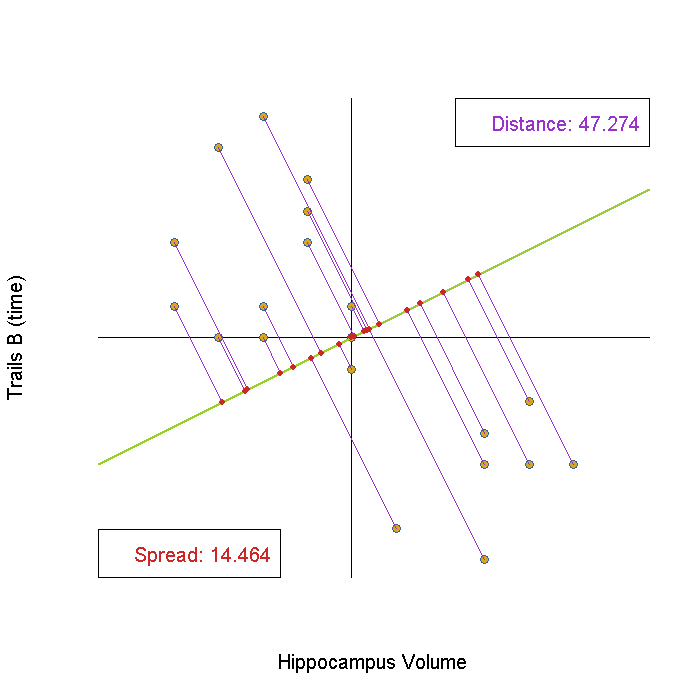 Distance: 47.274
Trails B (time)
Spread: 14.464
Hippocampus Volume